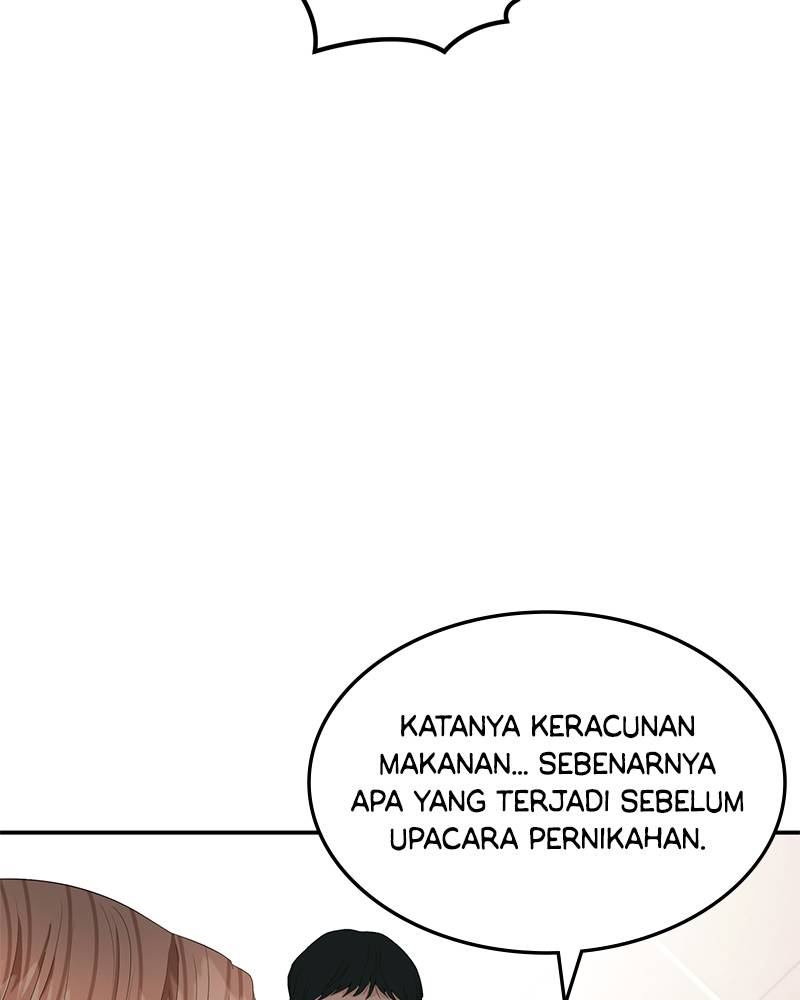 KATANYA KERACUNAN
MAKANAN... SEBENARNYA
APA YANG TERJADI SEBELUM
UPACARA PERNIKAHAN.